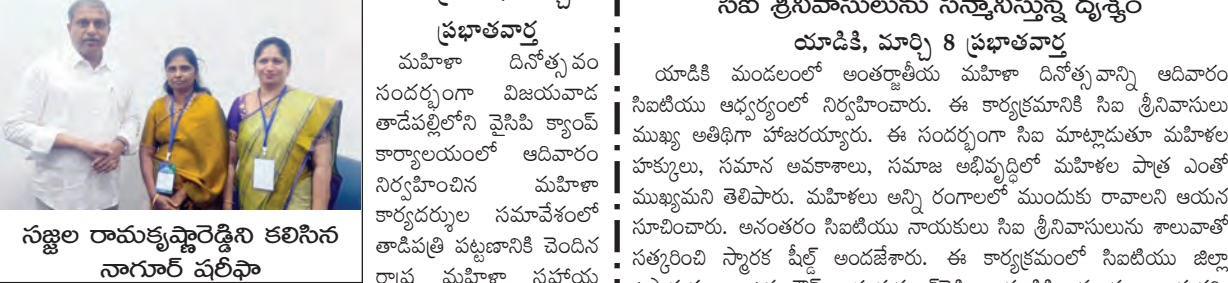 సజ్జల రామకృష్ణారెడ్డిని కలిసిన
నాగూర్ షరీఫా
ప్రభాతవార్త
మహిళా దినోత్సవం
సందర్భంగా విజయవాడ
తాడేపల్లిలోని వైసిపి క్యాంప్
కార్యాలయంలో ఆదివారం
నిర్వహించిన మహిళా
కార్యదర్శుల సమావేశంలో
తాడిపత్రి పట్టణానికి చెందిన
రాష్ట్ర మహిళా సహాయ
సిఐ శ్రీనివాసులును సన్మానిస్తున్న దృశ్యం
యాడికి, మార్చి 8 ప్రభాతవార్త
యాడికి మండలంలో అంతర్జాతీయ మహిళా దినోత్సవాన్ని ఆదివారం
సిఐటియు ఆధ్వర్యంలో నిర్వహించారు. ఈ కార్యక్రమానికి సిఐ శ్రీనివాసులు
ముఖ్య అతిథిగా హాజరయ్యారు. ఈ సందర్భంగా సిఐ మాట్లాడుతూ మహిళల
హక్కులు, సమాన అవకాశాలు, సమాజ అభివృద్ధిలో మహిళల పాత్ర ఎంతో
ముఖ్యమని తెలిపారు. మహిళలు అన్ని రంగాలలో ముందుకు రావాలని ఆయన
సూచించారు. అనంతరం సిఐటియు నాయకులు సిఐ శ్రీనివాసులును శాలువాతో
సత్కరించి స్మారక షీల్డ్ అందజేశారు. ఈ కార్యక్రమంలో సిఐటియు జిల్లా